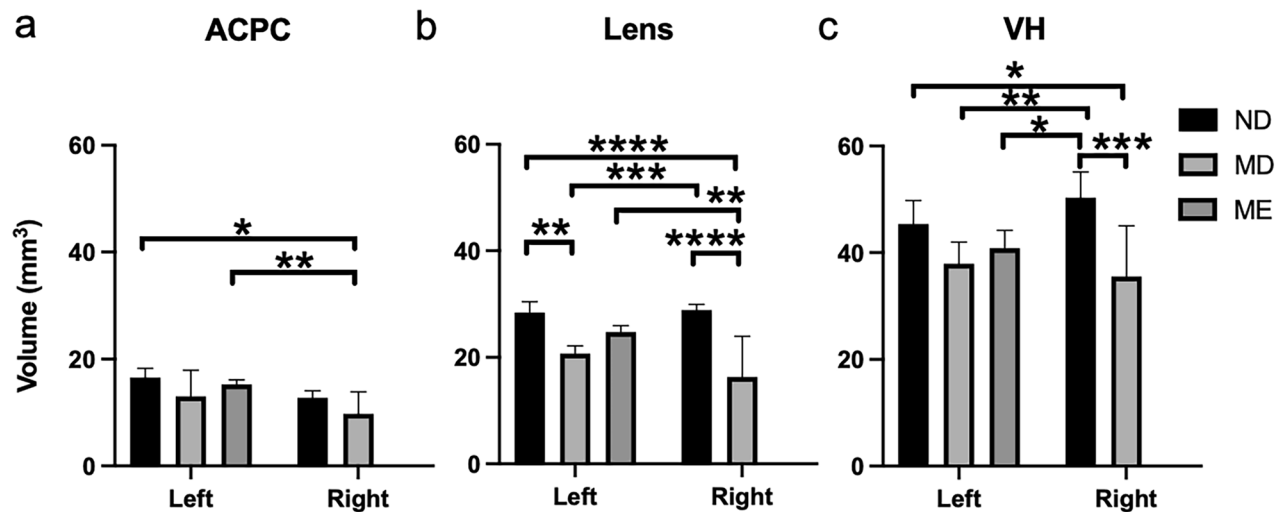 a ACPC
b Lens
c VH
Volume (mm³)
60
40
20
0
*
**
Left Right
60
40
20
0
****
***
**
**
****
Left Right
60
40
20
0
*
**
*
***
Left Right
ND
MD
ME